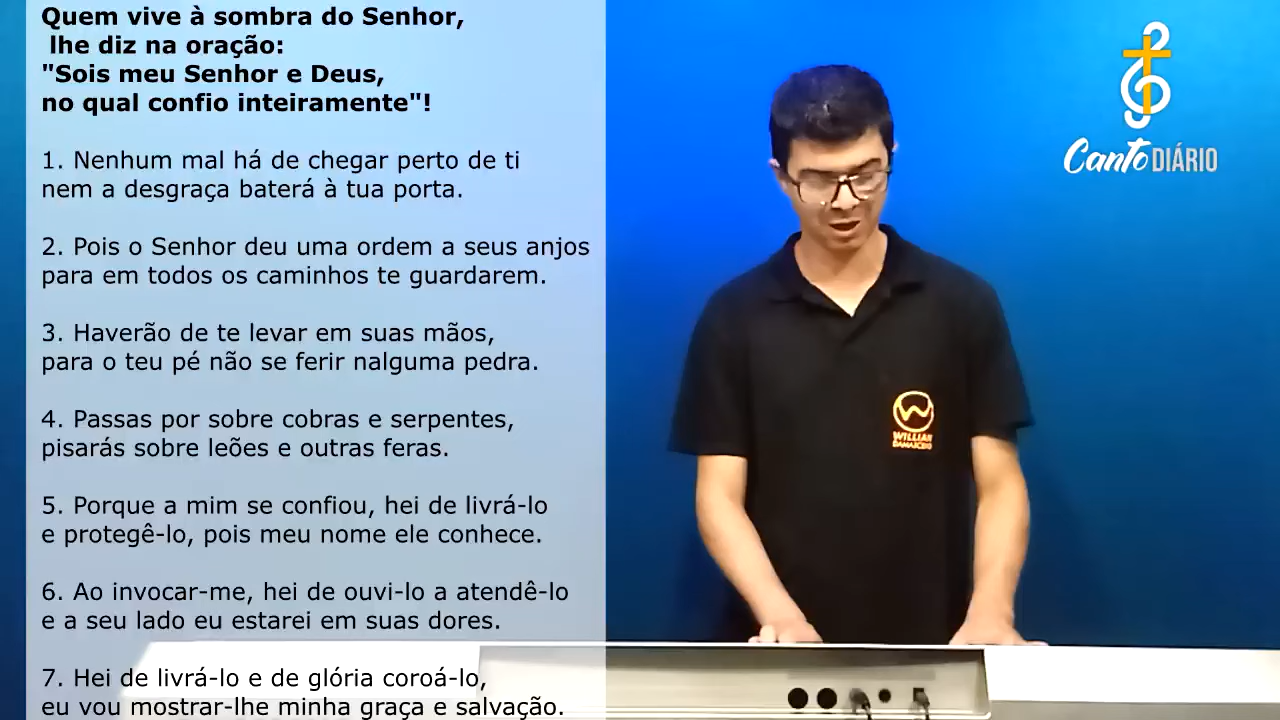 Quem vive à sombra do Senhor,
lhe diz na oração:
"Sois meu Senhor e Deus,
no qual confio inteiramente"!
1. Nenhum mal há de chegar perto de ti
nem a desgraça baterá à tua porta.
2. Pois o Senhor deu uma ordem a seus anjos
para em todos os caminhos te guardarem.
3. Haverão de te levar em suas mãos,
para o teu pé não se ferir nalguma pedra.
4. Passas por sobre cobras e serpentes,
pisarás sobre leões e outras feras.
5. Porque a mim se confiou, hei de livrá-lo
e protegê-lo, pois meu nome ele conhece.
6. Ao invocar-me, hei de ouvi-lo a atendê-lo
e a seu lado eu estarei em suas dores.
7. Hei de livrá-lo e de glória coroá-lo,
eu vou mostrar-lhe minha graça e salvação.
Canto DIÁRIO
WILLIAN